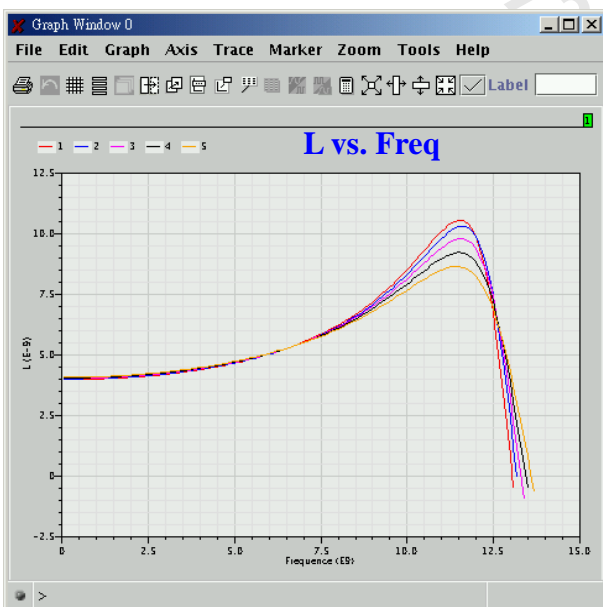 Graph Window 0
File Edit Graph Axis Trace Marker Zoom Tools Help
Label
1
1 2 3 4 5
L vs. Freq
12.5
10.0
7.5
5.0
2.5
0
-2.5
L (E-9)
0 2.5 5.0 7.5 10.0 12.5 15.0
Frequence (E9)
>